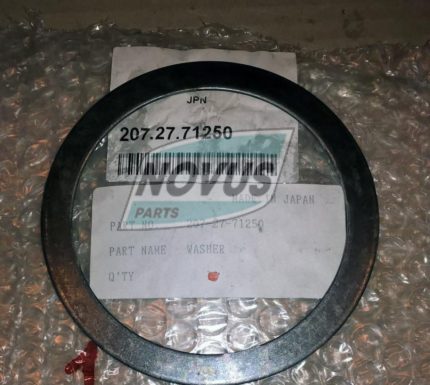 JPN
207.27.71250
NOVUS
PARTS
MADE IN JAPAN
PART NO. 207-27-71250
PART NAME WASHER
Q'TY